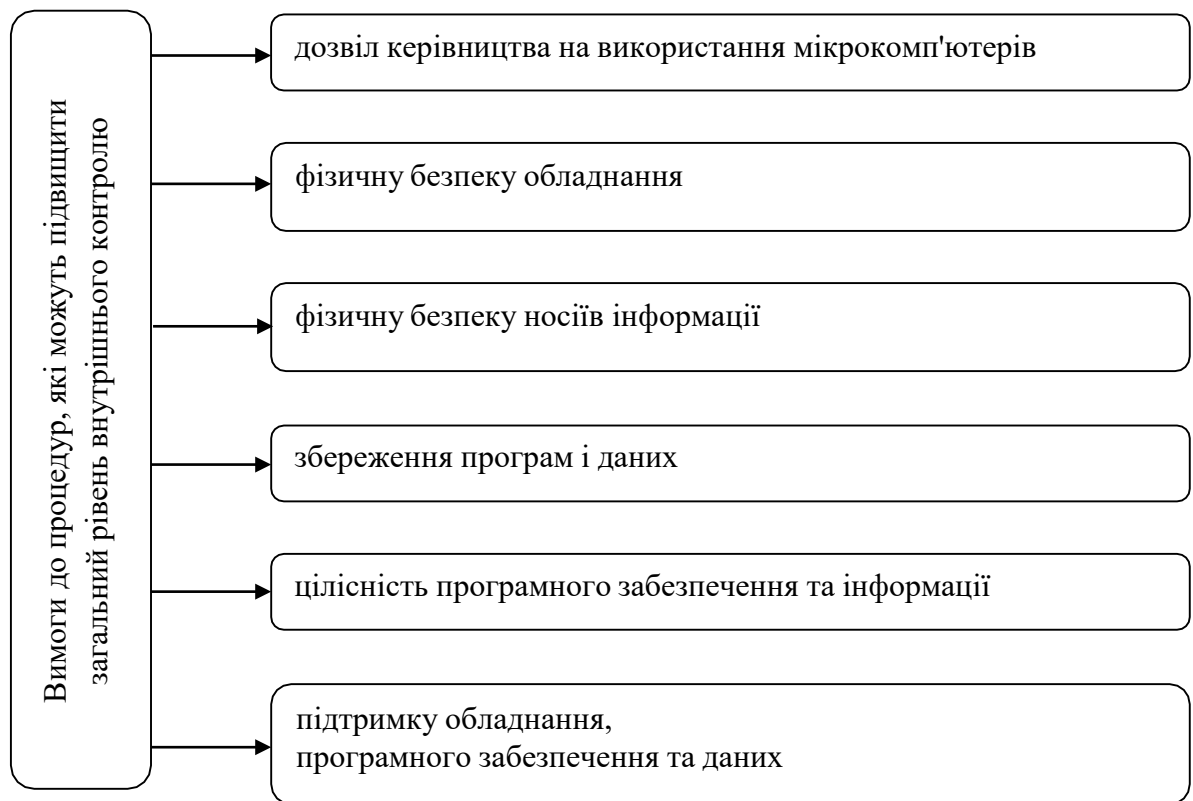 Вимоги до процедур, які можуть підвищити
загальний рівень внутрішнього контролю
дозвіл керівництва на використання мікрокомп'ютерів
фізичну безпеку обладнання
фізичну безпеку носіїв інформації
збереження програм і даних
цілісність програмного забезпечення та інформації
підтримку обладнання,
програмного забезпечення та даних